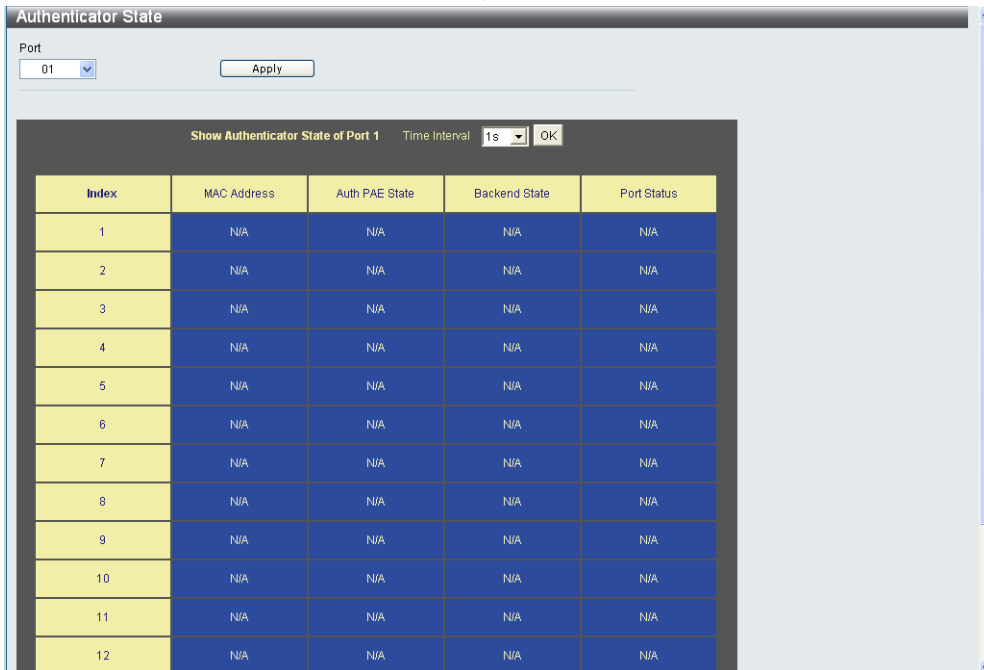 Authenticator State
Port
01 Apply
Show Authenticator State of Port 1 Time Interval 1s OK
Index MAC Address Auth PAE State Backend State Port Status
1 N/A N/A N/A N/A
2 N/A N/A N/A N/A
3 N/A N/A N/A N/A
4 N/A N/A N/A N/A
5 N/A N/A N/A N/A
6 N/A N/A N/A N/A
7 N/A N/A N/A N/A
8 N/A N/A N/A N/A
9 N/A N/A N/A N/A
10 N/A N/A N/A N/A
11 N/A N/A N/A N/A
12 N/A N/A N/A N/A